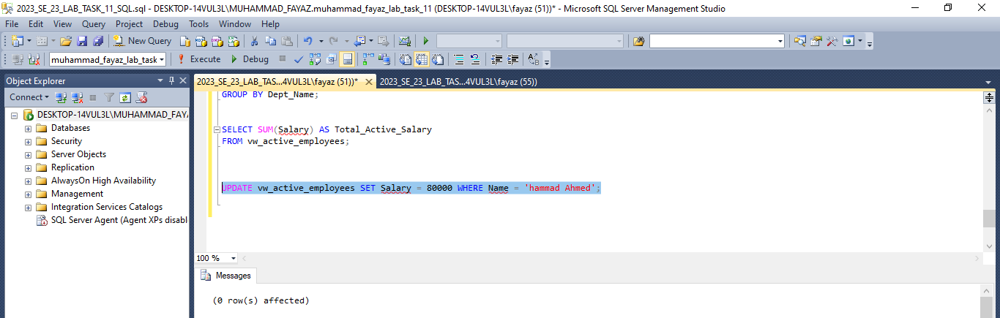 2023_SE_23_LAB_TASK_11_SQL.sql - DESKTOP-14VUL3L\MUHAMMAD_FAYAZ.muhammad_fayaz_lab_task_11 (DESKTOP-14VUL3L\fayaz (51))* - Microsoft SQL Server Management Studio
File Edit View Query Project Debug Tools Window Help
New Query
muhammad_fayaz_lab_task Execute Debug
Object Explorer
Connect
DESKTOP-14VUL3L\MUHAMMAD_FAYA
Databases
Security
Server Objects
Replication
AlwaysOn High Availability
Management
Integration Services Catalogs
SQL Server Agent (Agent XPs disabl
2023_SE_23_LAB_TAS...4VUL3L\fayaz (51))* 2023_SE_23_LAB_TAS...4VUL3L\fayaz (55))
GROUP BY Dept_Name;
SELECT SUM(Salary) AS Total_Active_Salary
FROM vw_active_employees;
UPDATE vw_active_employees SET Salary = 80000 WHERE Name = 'hammad Ahmed';
100 %
Messages
(0 row(s) affected)